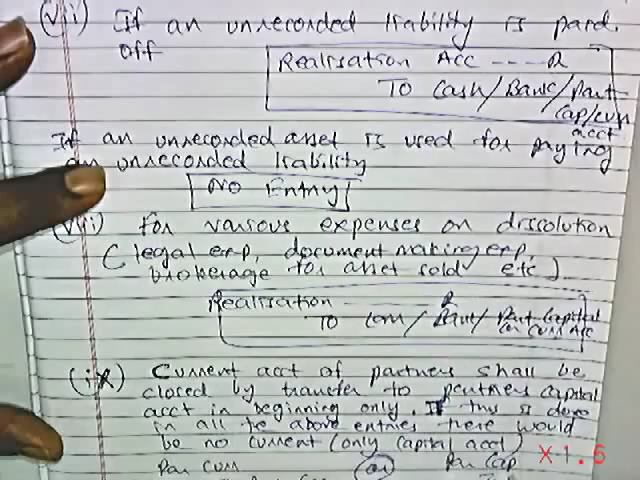 (vii) If an unrecorded liability is paid
off
Realisation Acc ---- Dr
To Cash/Bank/Part
Cap/Curr
acct
If an unrecorded asset is used for paying
an unrecorded liability
No Entry
for various expenses on dissolution
(legal exp, document making exp,
brokerage for asset sold etc).
Realisation Dr
To / Bank/ Part Capital
or Curr Acc
(ix) Current acct of partners shall be
closed by transfer to partners capital
acct in beginning only. If this is done
in all the above entries there would
be no current (only capital acct)
Par Curr (or) Par Cap
X1.6